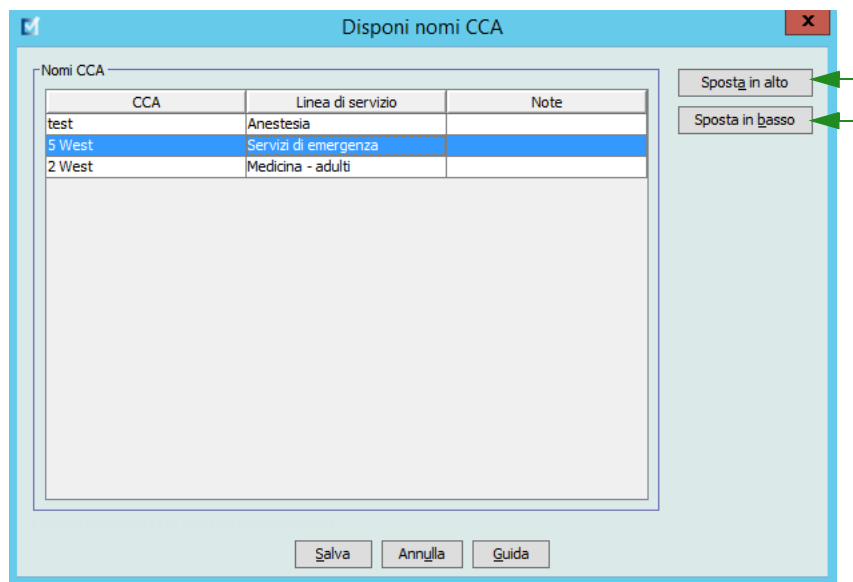 Disponi nomi CCA
x
Nomi CCA
CCA Linea di servizio Note
test Anestesia
5 West Servizi di emergenza
2 West Medicina - adulti
Sposta in alto
Sposta in basso
Salva Annulla Guida